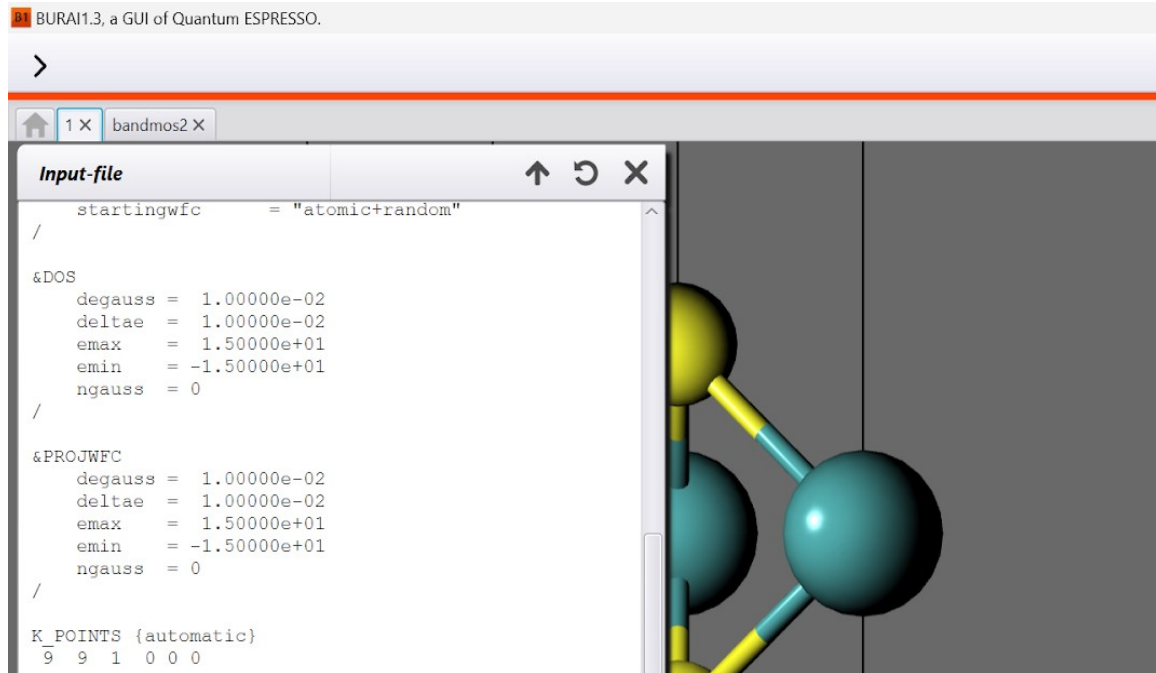 B1 BURAI1.3, a GUI of Quantum ESPRESSO.
1 bandmos2
Input-file
startingwfc = "atomic+random"
/
&DOS
degauss = 1.00000e-02
deltae = 1.00000e-02
emax = 1.50000e+01
emin = -1.50000e+01
ngauss = 0
/
&PROJWFC
degauss = 1.00000e-02
deltae = 1.00000e-02
emax = 1.50000e+01
emin = -1.50000e+01
ngauss = 0
/
K_POINTS {automatic}
9 9 1 0 0 0